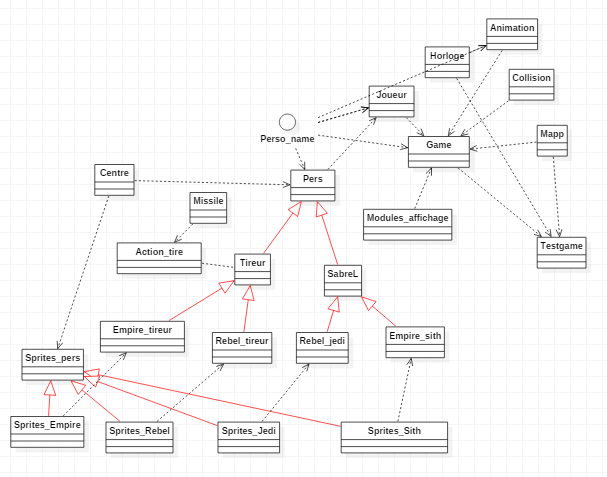 Animation
Horloge
Collision
Joueur
Mapp
Perso_name
Game
Centre
Pers
Missile
Modules_affichage
Action_tire
Testgame
Tireur
SabreL
Empire_tireur
Rebel_tireur
Rebel_jedi
Empire_sith
Sprites_pers
Sprites_Empire
Sprites_Rebel
Sprites_Jedi
Sprites_Sith